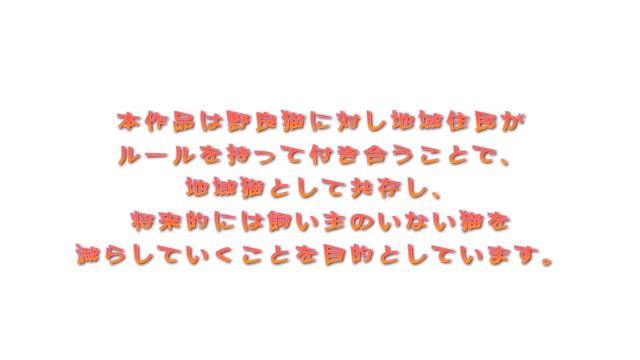 本作品は野良猫に対し地域住民が
ルールを持って付き合うことで、
地域猫として共存し、
将来的には飼い主のいない猫を
減らしていくことを目的としています。